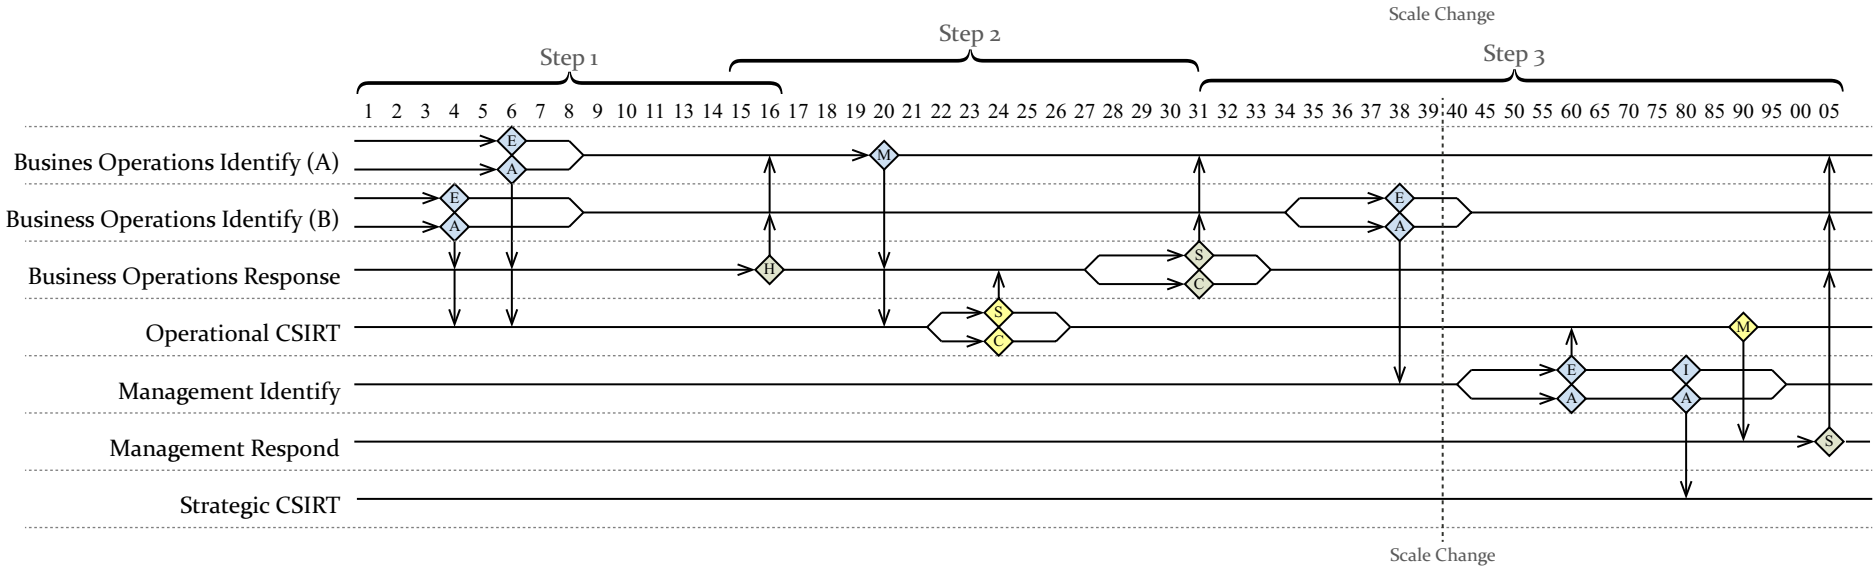 Scale Change
Step 1
Step 2
Step 3
1 2 3 4 5 6 7 8 9 10 11 12 13 14 15 16 17 18 19 20 21 22 23 24 25 26 27 28 29 30 31 32 33 34 35 36 37 38 39 40 45 50 55 60 65 70 75 80 85 90 95 00 05
E
Busines Operations Identify (A)
M
A
E
E
Business Operations Identify (B)
A
A
S
Business Operations Response
H
C
S
Operational CSIRT
M
C
E I
Management Identify
A A
Management Respond
S
Strategic CSIRT
Scale Change